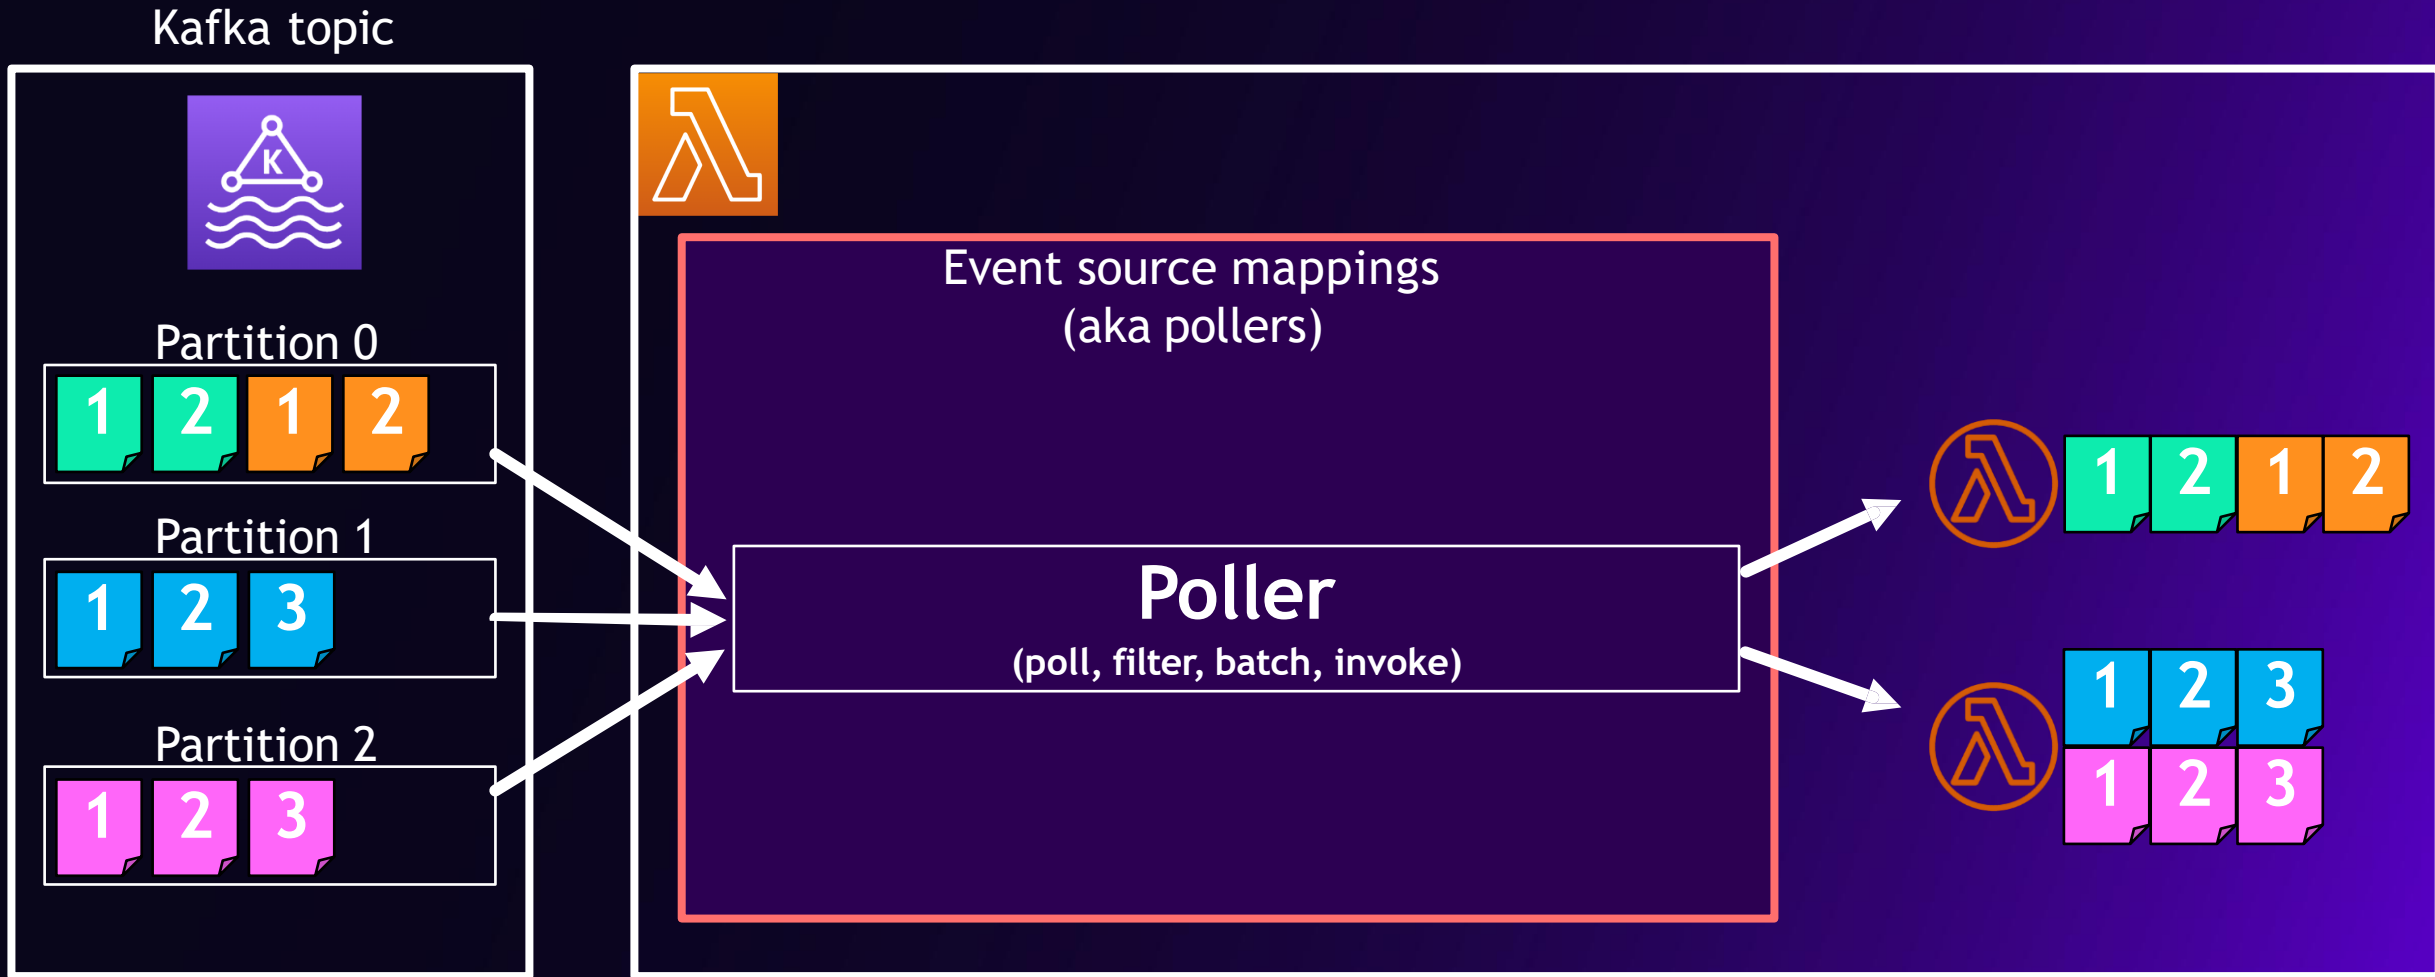 Kafka topic
K
Partition 0
1 2 1 2
Partition 1
1 2 3
Partition 2
1 2 3
Event source mappings
(aka pollers)
Poller
(poll, filter, batch, invoke)
1 2 1 2
1 2 3
1 2 3